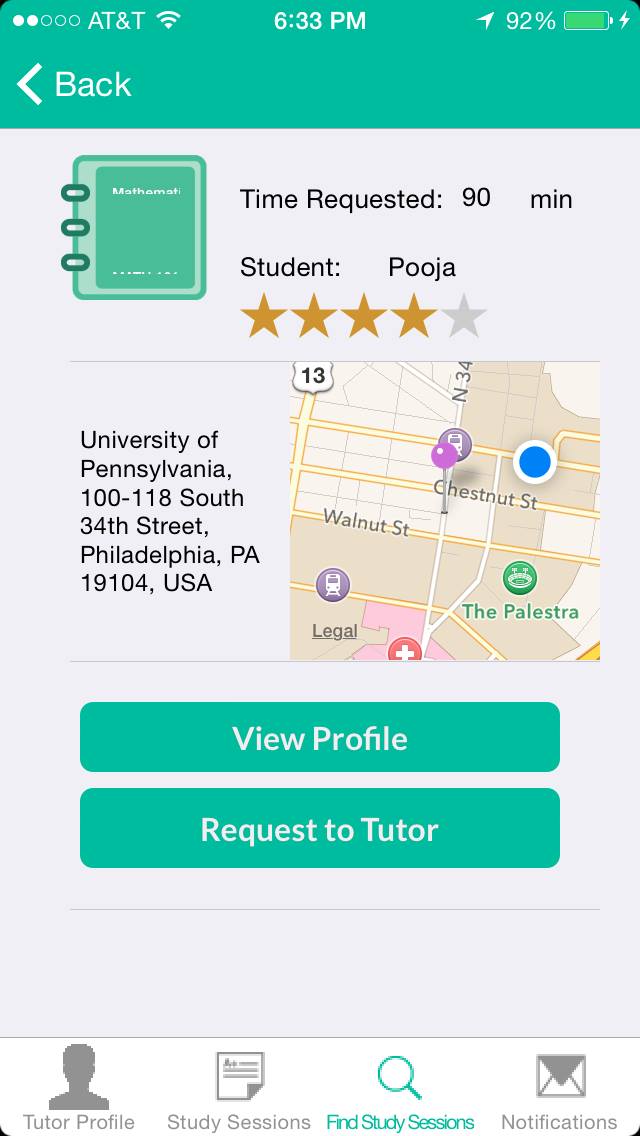 AT&T 6:33 PM 92%
Back
Mathemati
Time Requested: 90 min
Student: Pooja
University of
Pennsylvania,
100-118 South
34th Street,
Philadelphia, PA
19104, USA
13
N 34
Chestnut St
Walnut St
The Palestra
Legal
View Profile
Request to Tutor
Tutor Profile
Study Sessions
Find Study Sessions
Notifications